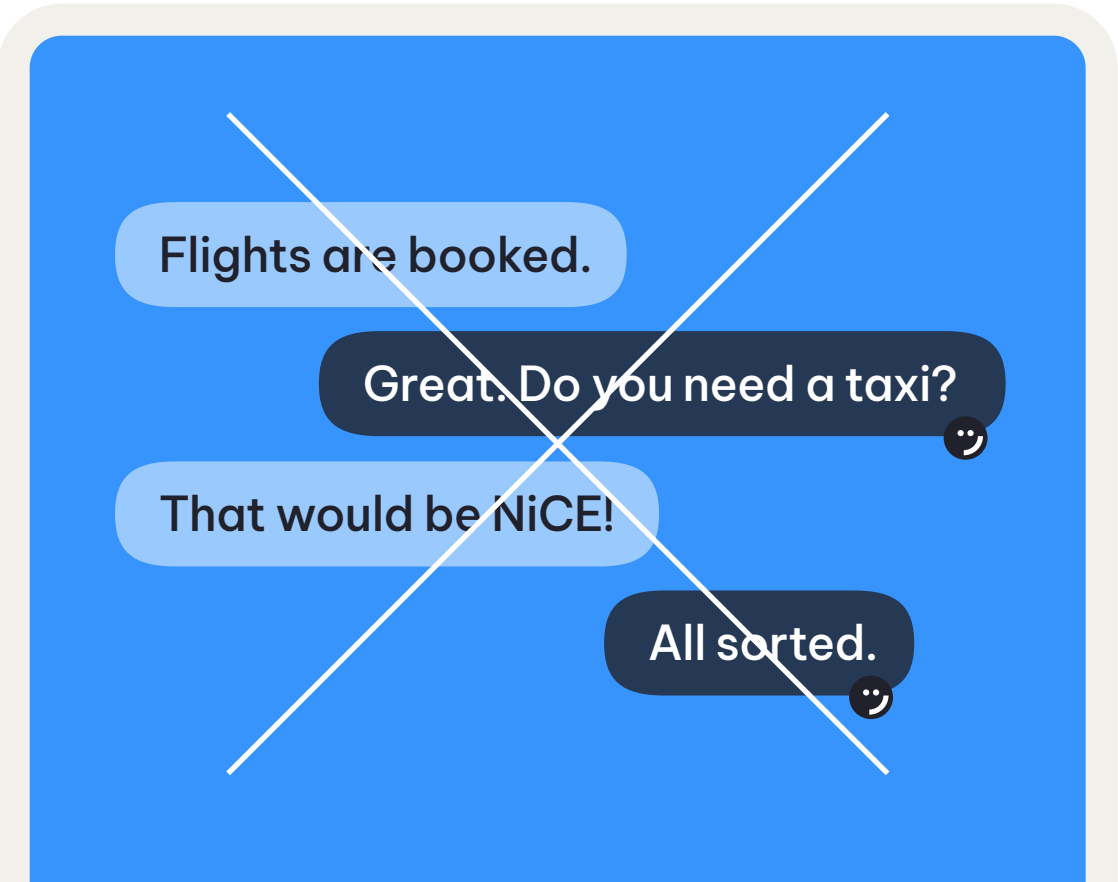 Flights are booked.
Great. Do you need a taxi?
That would be NiCE!
All sorted.